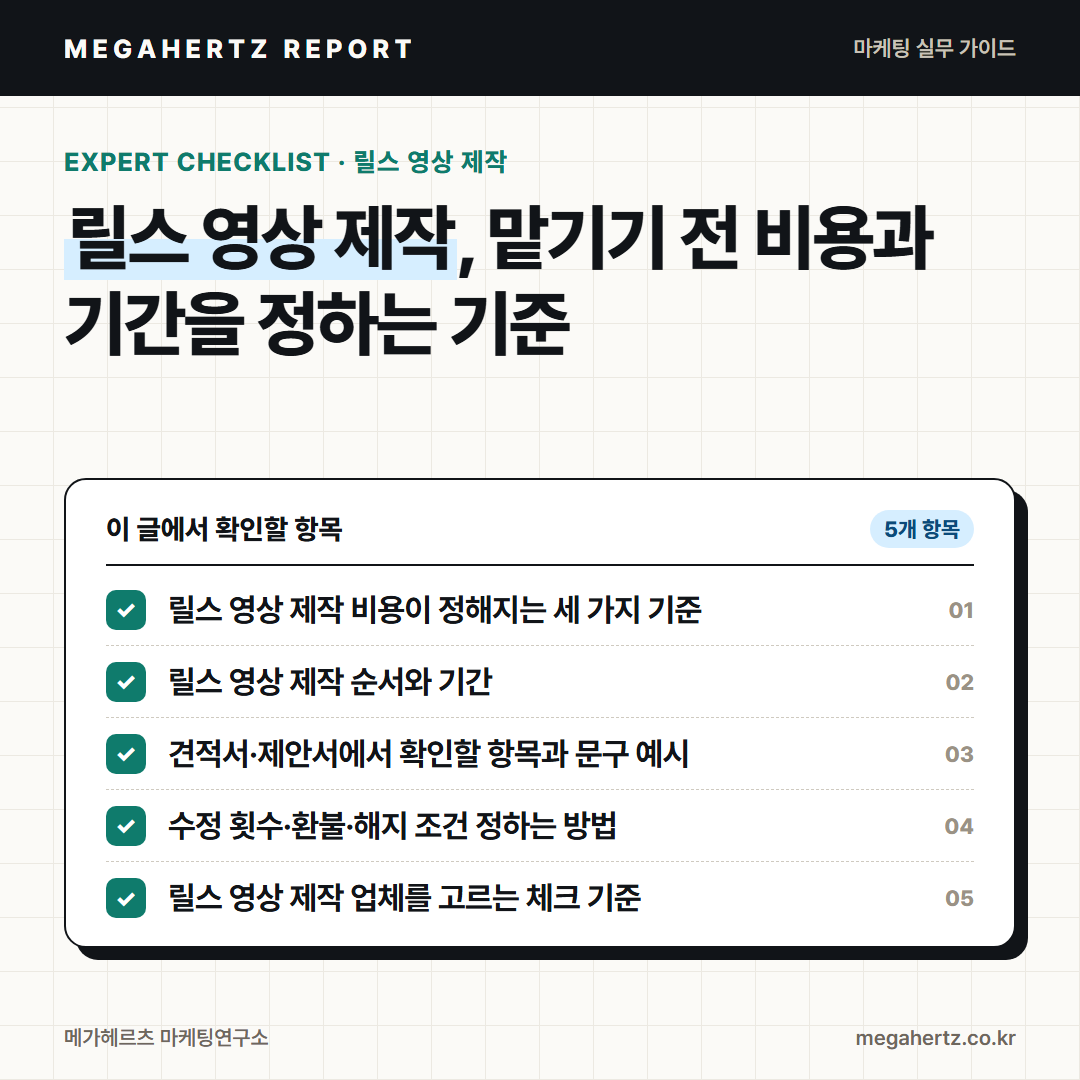 MEGAHERTZ REPORT
마케팅 실무 가이드
EXPERT CHECKLIST · 릴스 영상 제작
릴스 영상 제작, 맡기기 전 비용과
기간을 정하는 기준
이 글에서 확인할 항목
5개 항목
릴스 영상 제작 비용이 정해지는 세 가지 기준
01
릴스 영상 제작 순서와 기간
02
견적서·제안서에서 확인할 항목과 문구 예시
03
수정 횟수·환불·해지 조건 정하는 방법
04
릴스 영상 제작 업체를 고르는 체크 기준
05
메가헤르츠 마케팅연구소
megahertz.co.kr